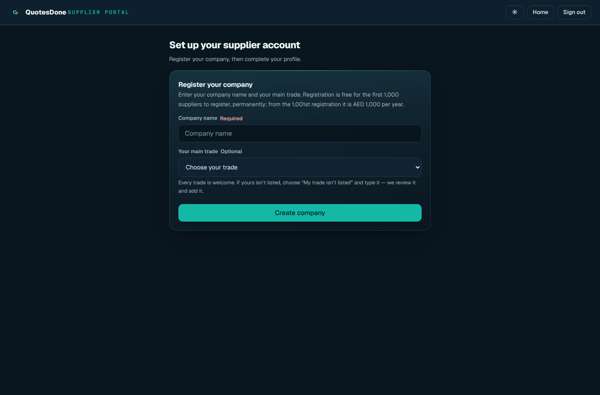 QuotesDone SUPPLIER PORTAL
Home
Sign out
Set up your supplier account
Register your company, then complete your profile.
Register your company
Enter your company name and your main trade. Registration is free for the first 1,000
suppliers to register, permanently; from the 1,001st registration it is AED 1,000 per year.
Company name Required
Company name
Your main trade Optional
Choose your trade
Every trade is welcome. If yours isn't listed, choose "My trade isn't listed" and type it — we review it
and add it.
Create company